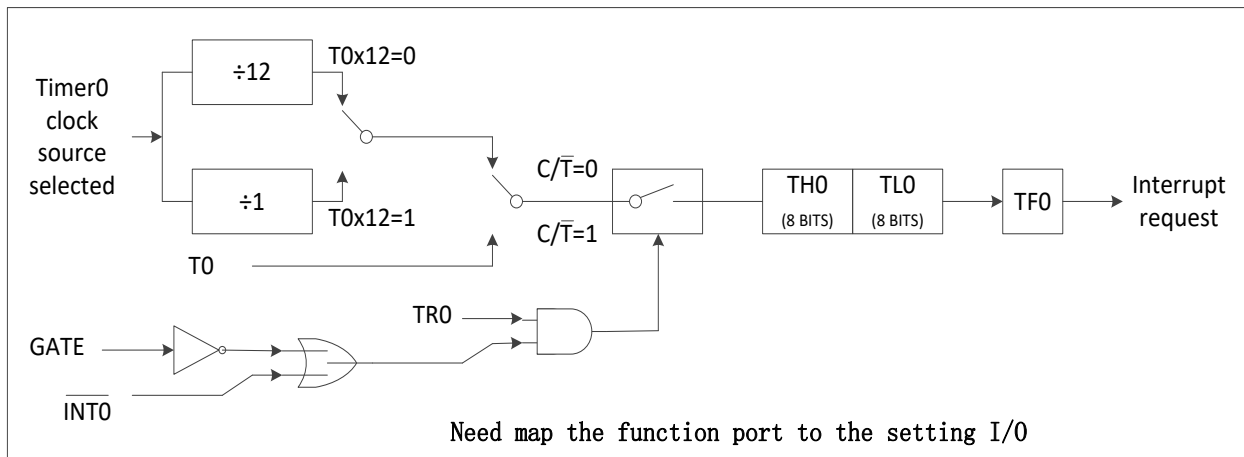 ÷12
T0x12=0
Timer0
clock
source
selected
÷1
T0x12=1
T0
C/T̅=0
C/T̅=1
TH0
(8 BITS)
TL0
(8 BITS)
TF0
Interrupt
request
TR0
GATE
I̅N̅T̅0̅
Need map the function port to the setting I/O